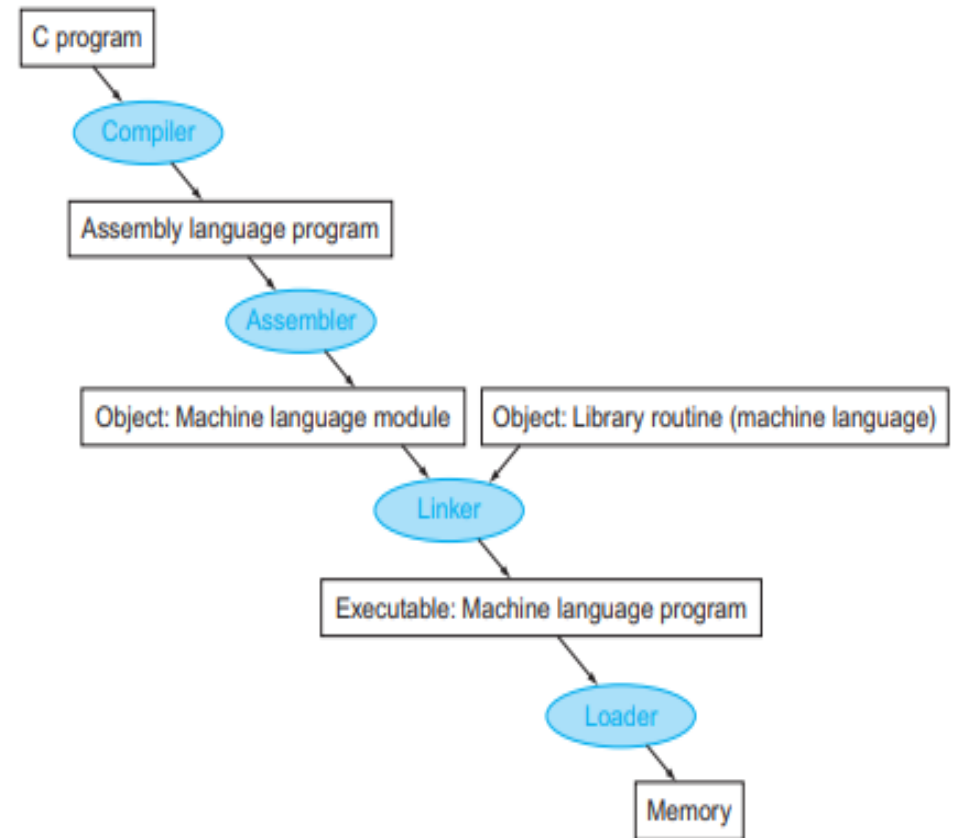 C program
Compiler
Assembly language program
Assembler
Object: Machine language module
Object: Library routine (machine language)
Linker
Executable: Machine language program
Loader
Memory